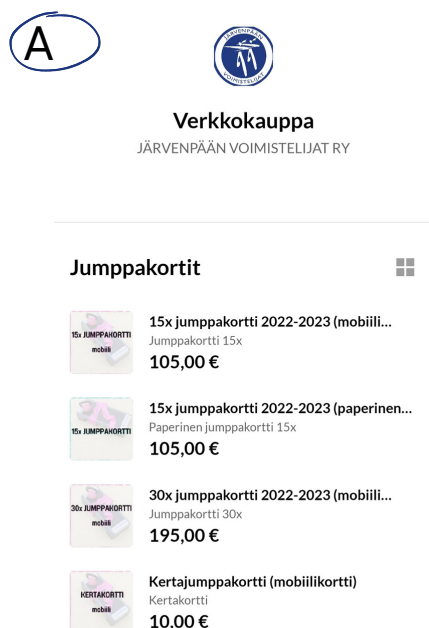 A
JÄRVENPÄÄN
VOIMISTELIJAT
Verkkokauppa
JÄRVENPÄÄN VOIMISTELIJAT RY
Jumppakortit
15x JUMPPAKORTTI
mobiili
15x jumppakortti 2022-2023 (mobiili...
Jumppakortti 15x
105,00 €
15x JUMPPAKORTTI
15x jumppakortti 2022-2023 (paperinen...
Paperinen jumppakortti 15x
105,00 €
30x JUMPPAKORTTI
mobiili
30x jumppakortti 2022-2023 (mobiili...
Jumppakortti 30x
195,00 €
KERTAKORTTI
mobiili
Kertajumppakortti (mobiilikortti)
Kertakortti
10,00 €